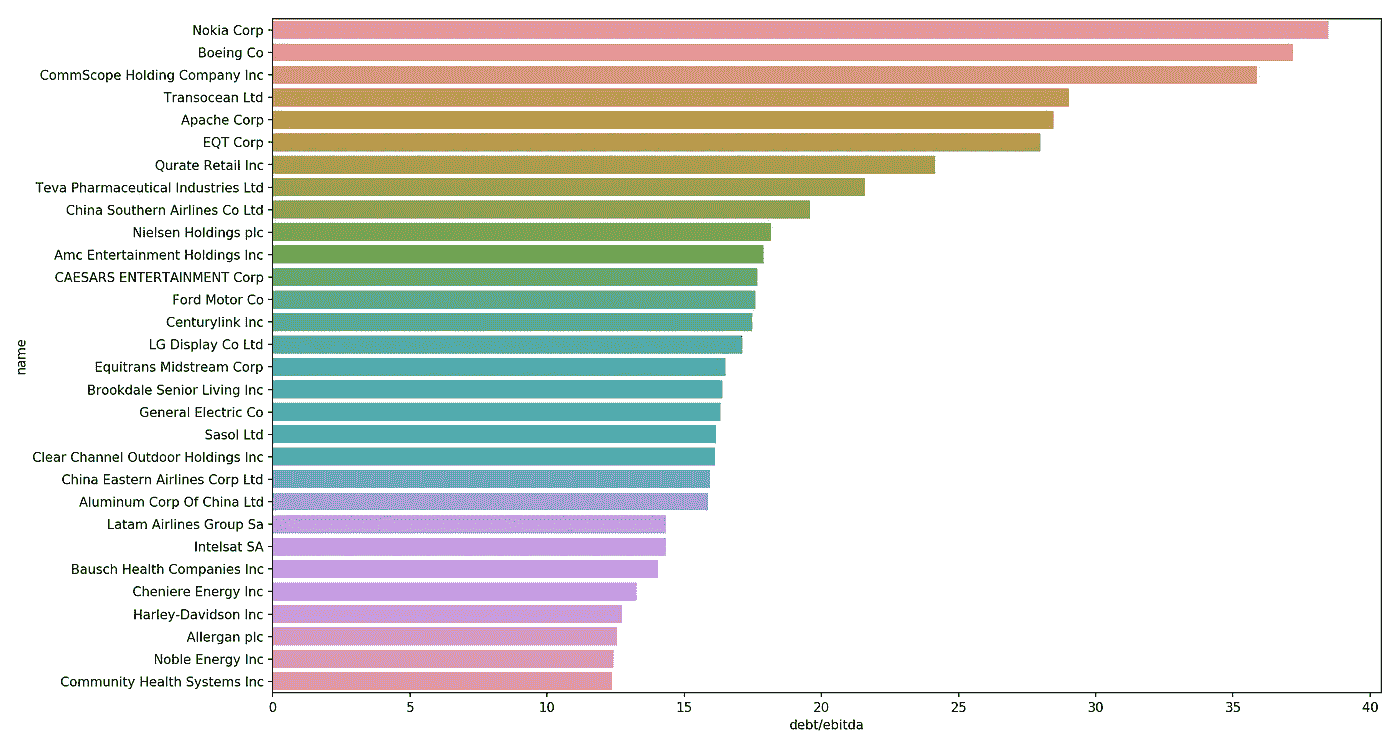 Nokia Corp
Boeing Co
CommScope Holding Company Inc
Transocean Ltd
Apache Corp
EQT Corp
Qurate Retail Inc
Teva Pharmaceutical Industries Ltd
China Southern Airlines Co Ltd
Nielsen Holdings plc
Amc Entertainment Holdings Inc
CAESARS ENTERTAINMENT Corp
Ford Motor Co
Centurylink Inc
LG Display Co Ltd
Equitrans Midstream Corp
Brookdale Senior Living Inc
General Electric Co
Sasol Ltd
Clear Channel Outdoor Holdings Inc
China Eastern Airlines Corp Ltd
Aluminum Corp Of China Ltd
Latam Airlines Group Sa
Intelsat SA
Bausch Health Companies Inc
Cheniere Energy Inc
Harley-Davidson Inc
Allergan plc
Noble Energy Inc
Community Health Systems Inc
name
0 5 10 15 20 25 30 35 40
debt/ebitda